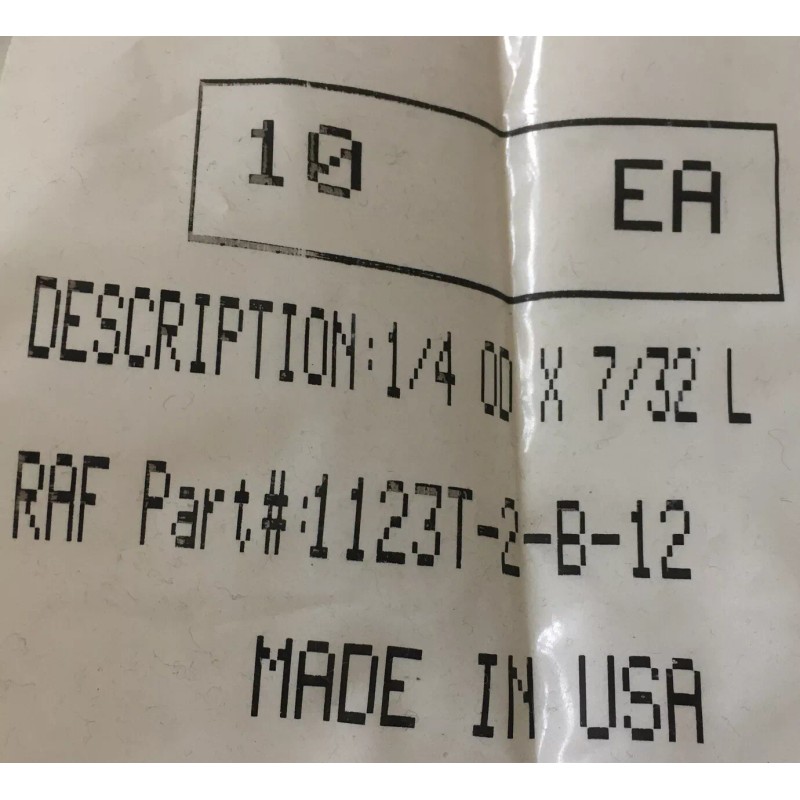 10 EA
DESCRIPTION:1/4 OD X 7/32 L
RAF Part#:1123T-2-B-12
MADE IN USA